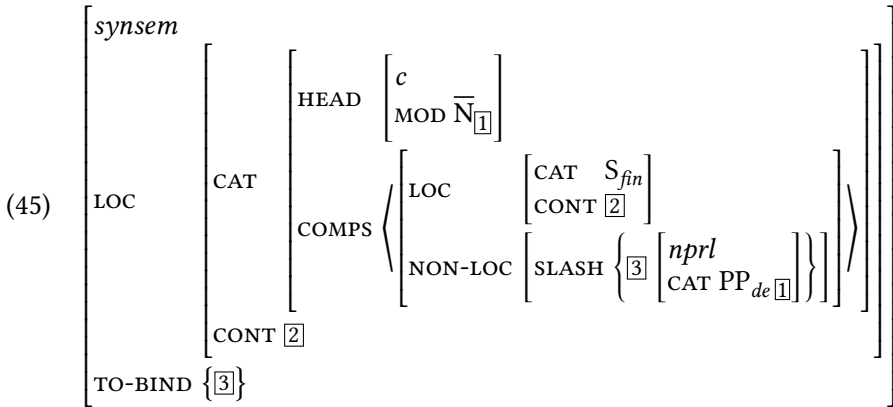 synsem
HEAD [c
MOD N̅ [1]]
(45) LOC CAT LOC [CAT S_fin
CONT [2]]
COMPS ⟨ NON-LOC [SLASH {[3] [nprl
CAT PP_de [1]]}] ⟩
CONT [2]
TO-BIND {[3]}